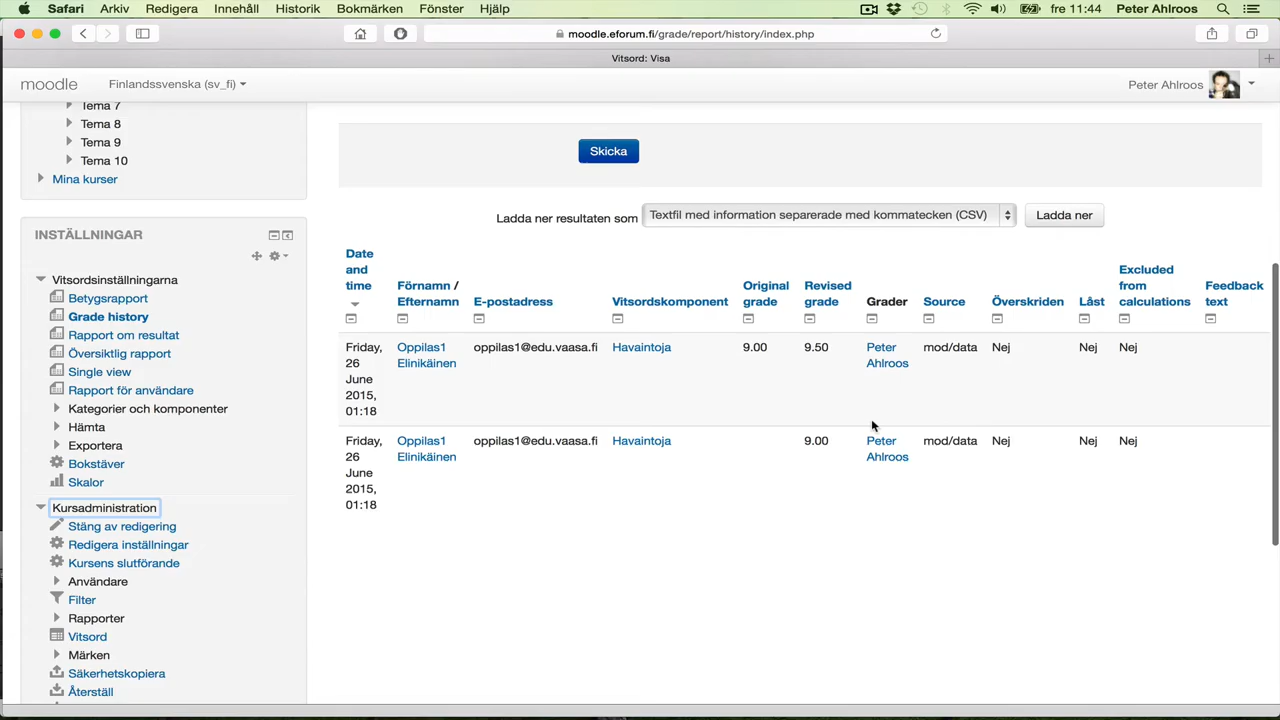 Safari Arkiv Redigera Innehåll Historik Bokmärken Fönster Hjälp fre 11:44 Peter Ahlroos
moodle.eforum.fi/grade/report/history/index.php
Vitsord: Visa
moodle Finlandssvenska (sv_fi) Peter Ahlroos
Tema 7
Tema 8
Tema 9
Tema 10
Mina kurser
INSTÄLLNINGAR
Vitsordsinställningarna
Betygsrapport
Grade history
Rapport om resultat
Översiktlig rapport
Single view
Rapport för användare
Kategorier och komponenter
Hämta
Exportera
Bokstäver
Skalor
Kursadministration
Stäng av redigering
Redigera inställningar
Kursens slutförande
Användare
Filter
Rapporter
Vitsord
Märken
Säkerhetskopiera
Återställ
Skicka
Ladda ner resultaten som Textfil med information separerade med kommatecken (CSV) Ladda ner
Date
and Excluded
time Förnamn / Original Revised from Feedback
Efternamn E-postadress Vitsordskomponent grade grade Grader Source Överskriden Låst calculations text
Friday, Oppilas1 oppilas1@edu.vaasa.fi Havaintoja 9.00 9.50 Peter mod/data Nej Nej Nej
26 Elinikäinen Ahlroos
June
2015,
01:18
Friday, Oppilas1 oppilas1@edu.vaasa.fi Havaintoja 9.00 Peter mod/data Nej Nej Nej
26 Elinikäinen Ahlroos
June
2015,
01:18